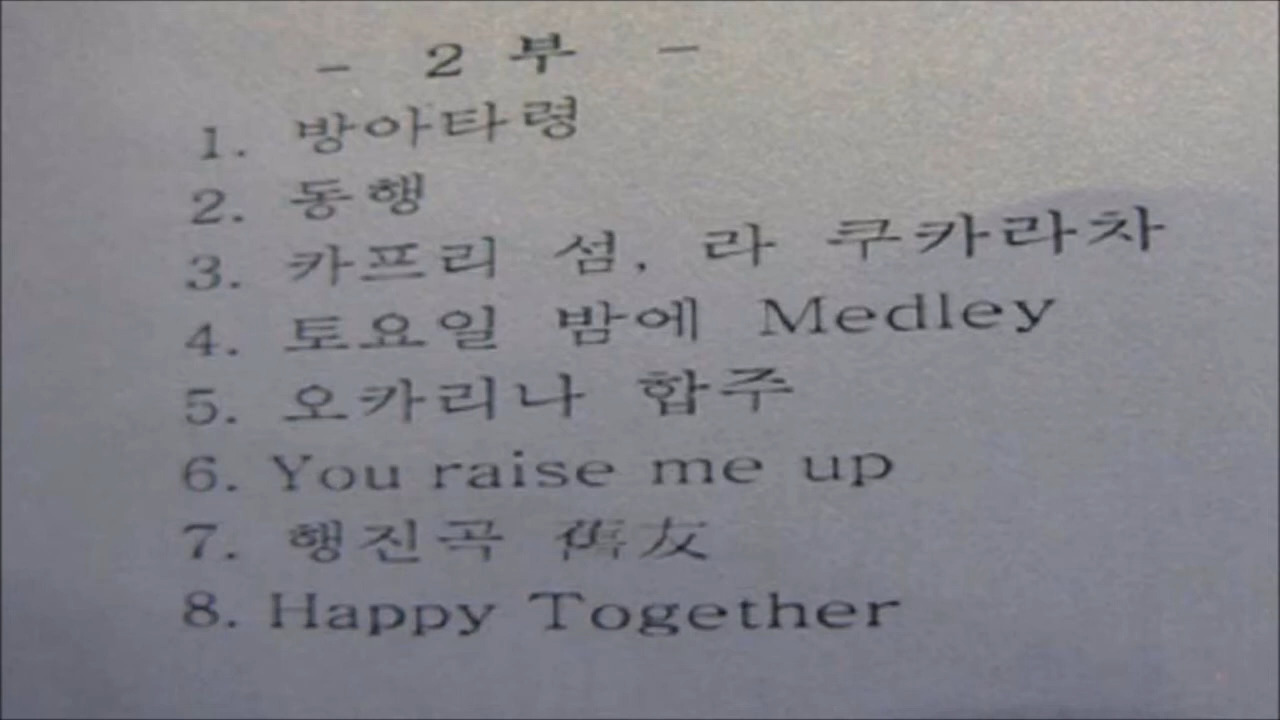 - 2 부 -
1. 방아타령
2. 동행
3. 카프리 섬, 라 쿠카라차
4. 토요일 밤에 Medley
5. 오카리나 합주
6. You raise me up
7. 행진곡 舊友
8. Happy Together